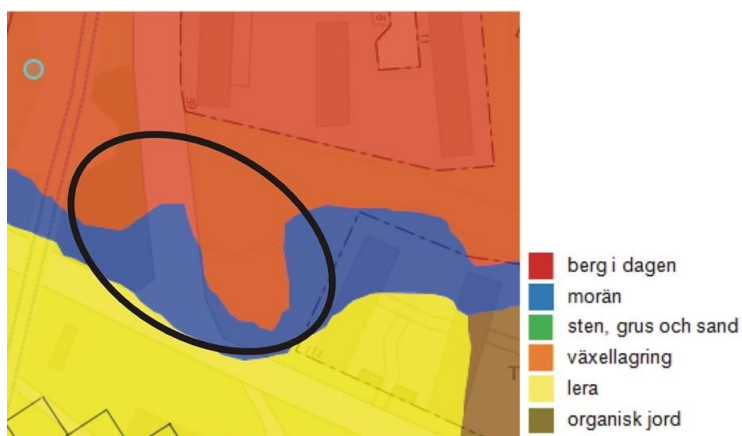 berg i dagen
morän
sten, grus och sand
växellagring
lera
organisk jord